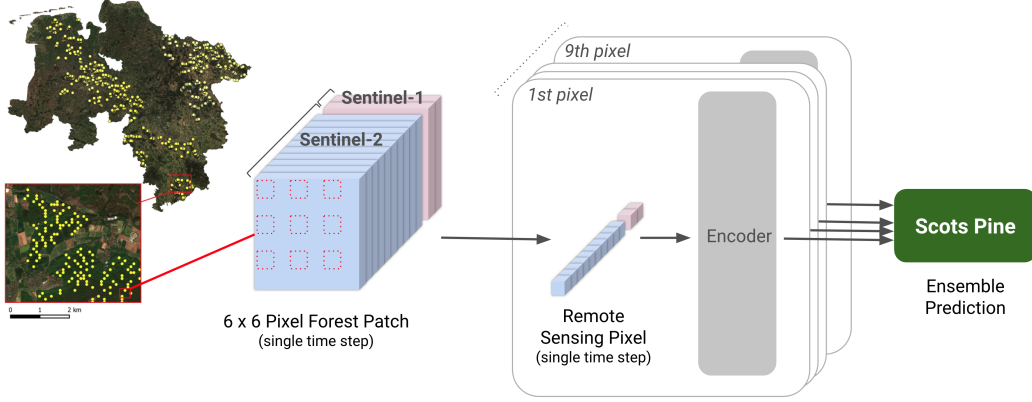 9th pixel
1st pixel
Sentinel-1
Sentinel-2
Encoder
Scots Pine
Ensemble
Prediction
0 1 2 km
6 x 6 Pixel Forest Patch
(single time step)
Remote
Sensing Pixel
(single time step)